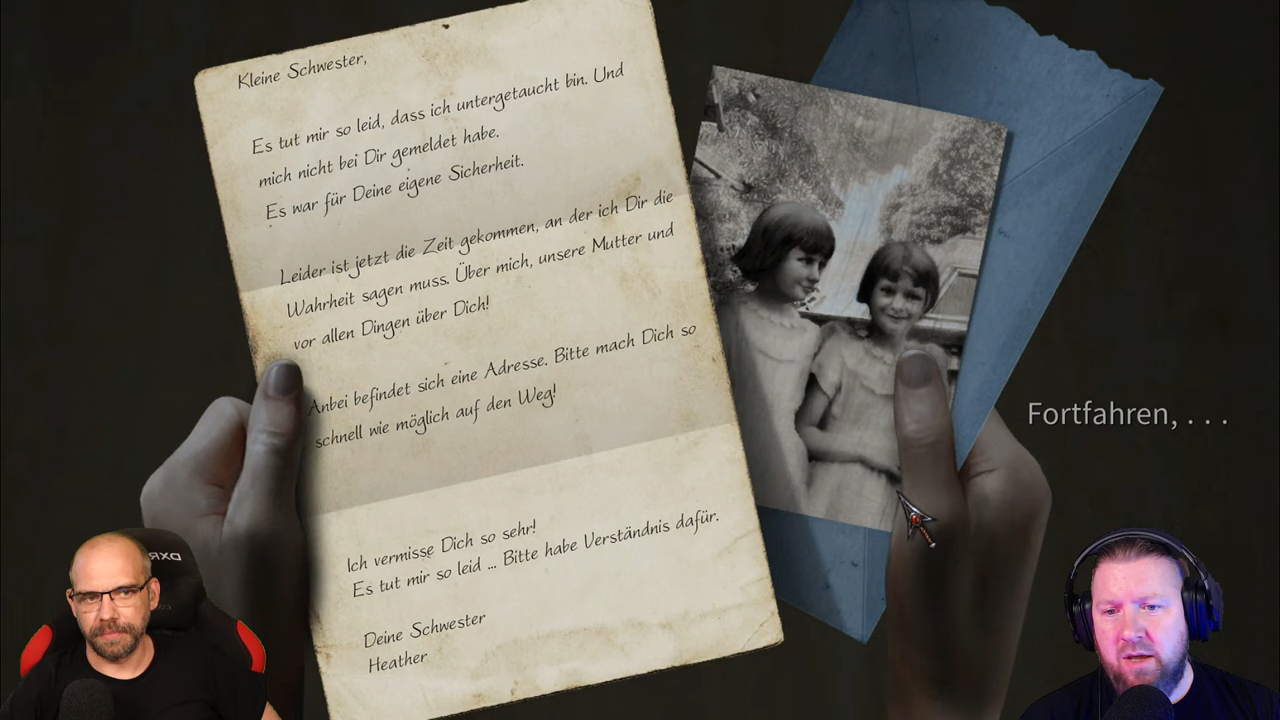 Kleine Schwester,
Es tut mir so leid, dass ich untergetaucht bin. Und
mich nicht bei Dir gemeldet habe.
Es war für Deine eigene Sicherheit.
Leider ist jetzt die Zeit gekommen, an der ich Dir die
Wahrheit sagen muss. Über mich, unsere Mutter und
vor allen Dingen über Dich!
Anbei befindet sich eine Adresse. Bitte mach Dich so
schnell wie möglich auf den Weg!
Ich vermisse Dich so sehr!
Es tut mir so leid ... Bitte habe Verständnis dafür.
Deine Schwester
Heather
Fortfahren, . . .